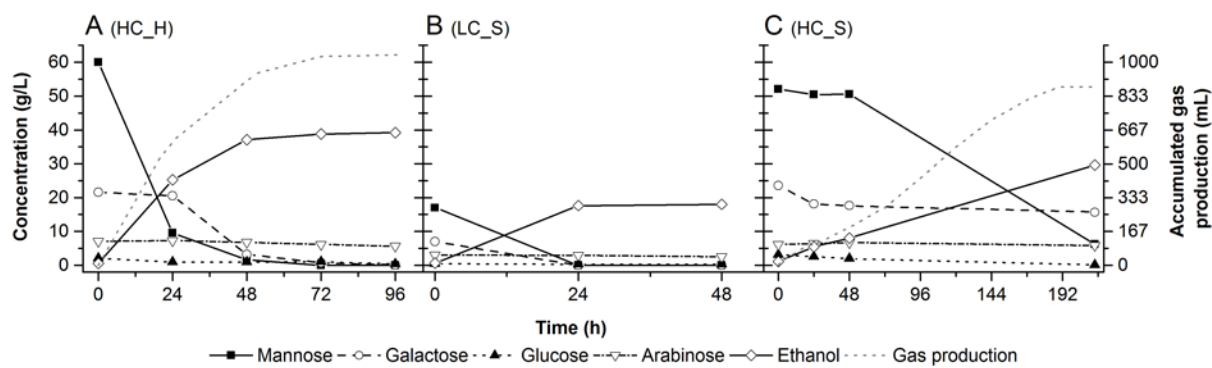 A (HC_H)
B (LC_S)
C (HC_S)
Concentration (g/L)
60
50
40
30
20
10
0
0 24 48 72 96
0 24 48
0 48 96 144 192
1000
833
667
500
333
167
0
Accumulated gas
production (mL)
Time (h)
Mannose Galactose Glucose Arabinose Ethanol Gas production